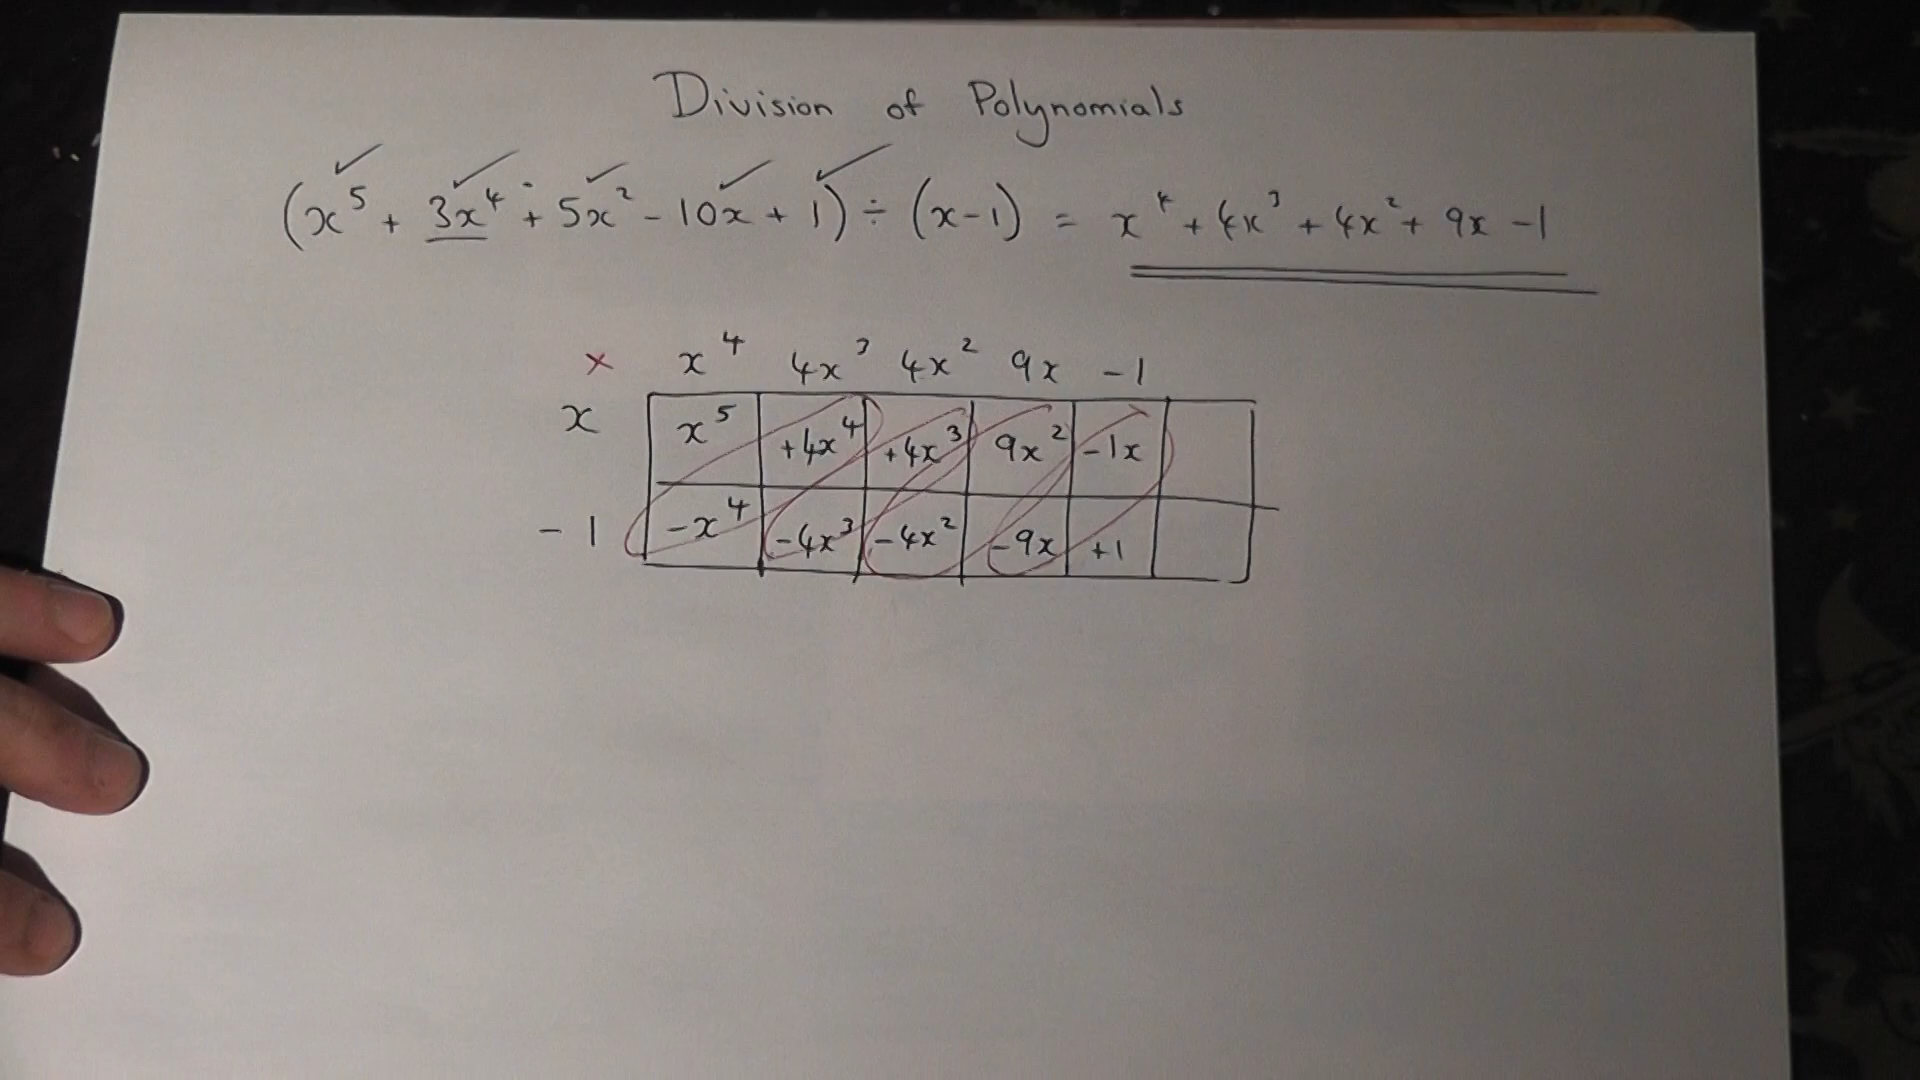 Division of Polynomials
(x⁵ + 3x⁴ + 5x² - 10x + 1) ÷ (x-1) = x⁴ + 4x³ + 4x² + 9x - 1
× x⁴ 4x³ 4x² 9x -1
x x⁵ +4x⁴ +4x³ 9x² -1x
-1 -x⁴ -4x³ -4x² -9x +1